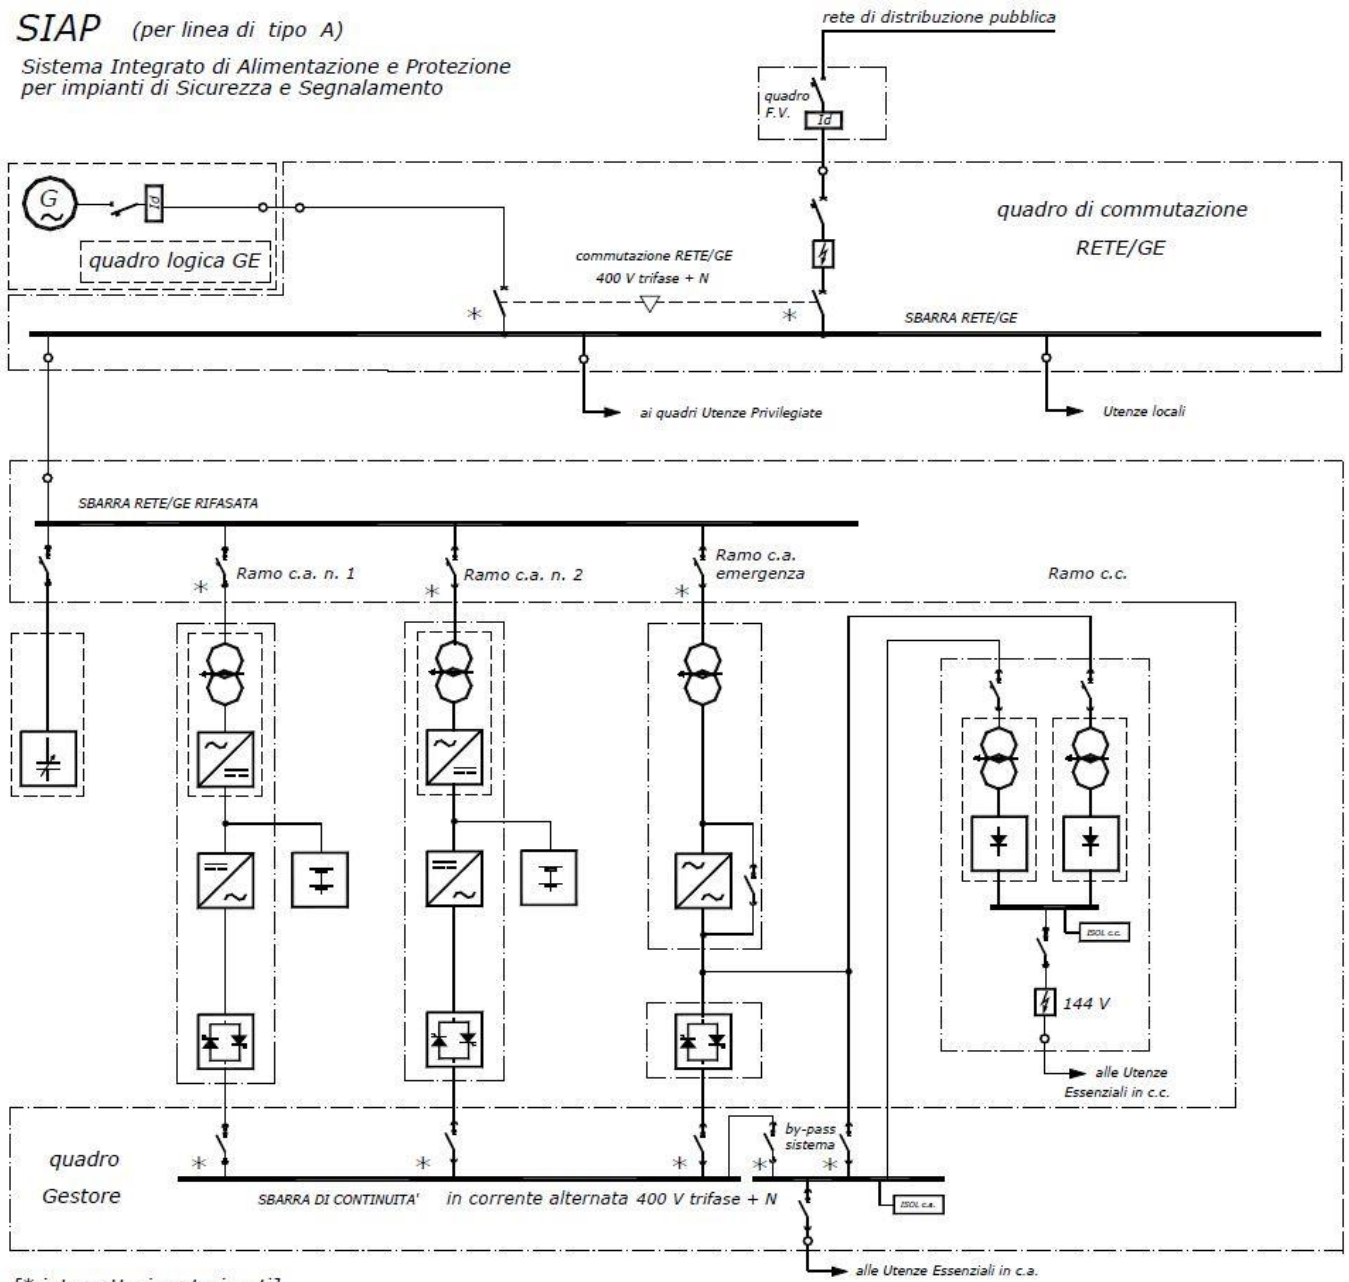 SIAP (per linea di tipo A)
Sistema Integrato di Alimentazione e Protezione
per impianti di Sicurezza e Segnalamento
rete di distribuzione pubblica
quadro
F.V.
Id
G
Id
quadro logica GE
commutazione RETE/GE
400 V trifase + N
quadro di commutazione
RETE/GE
*
*
SBARRA RETE/GE
ai quadri Utenze Privilegiate
Utenze locali
SBARRA RETE/GE RIFASATA
* Ramo c.a. n. 1
* Ramo c.a. n. 2
Ramo c.a.
emergenza
*
Ramo c.c.
ISOL c.c.
144 V
alle Utenze
Essenziali in c.c.
quadro
Gestore
*
*
*
by-pass
sistema
*
*
SBARRA DI CONTINUITA' in corrente alternata 400 V trifase + N
ISOL c.a.
alle Utenze Essenziali in c.a.